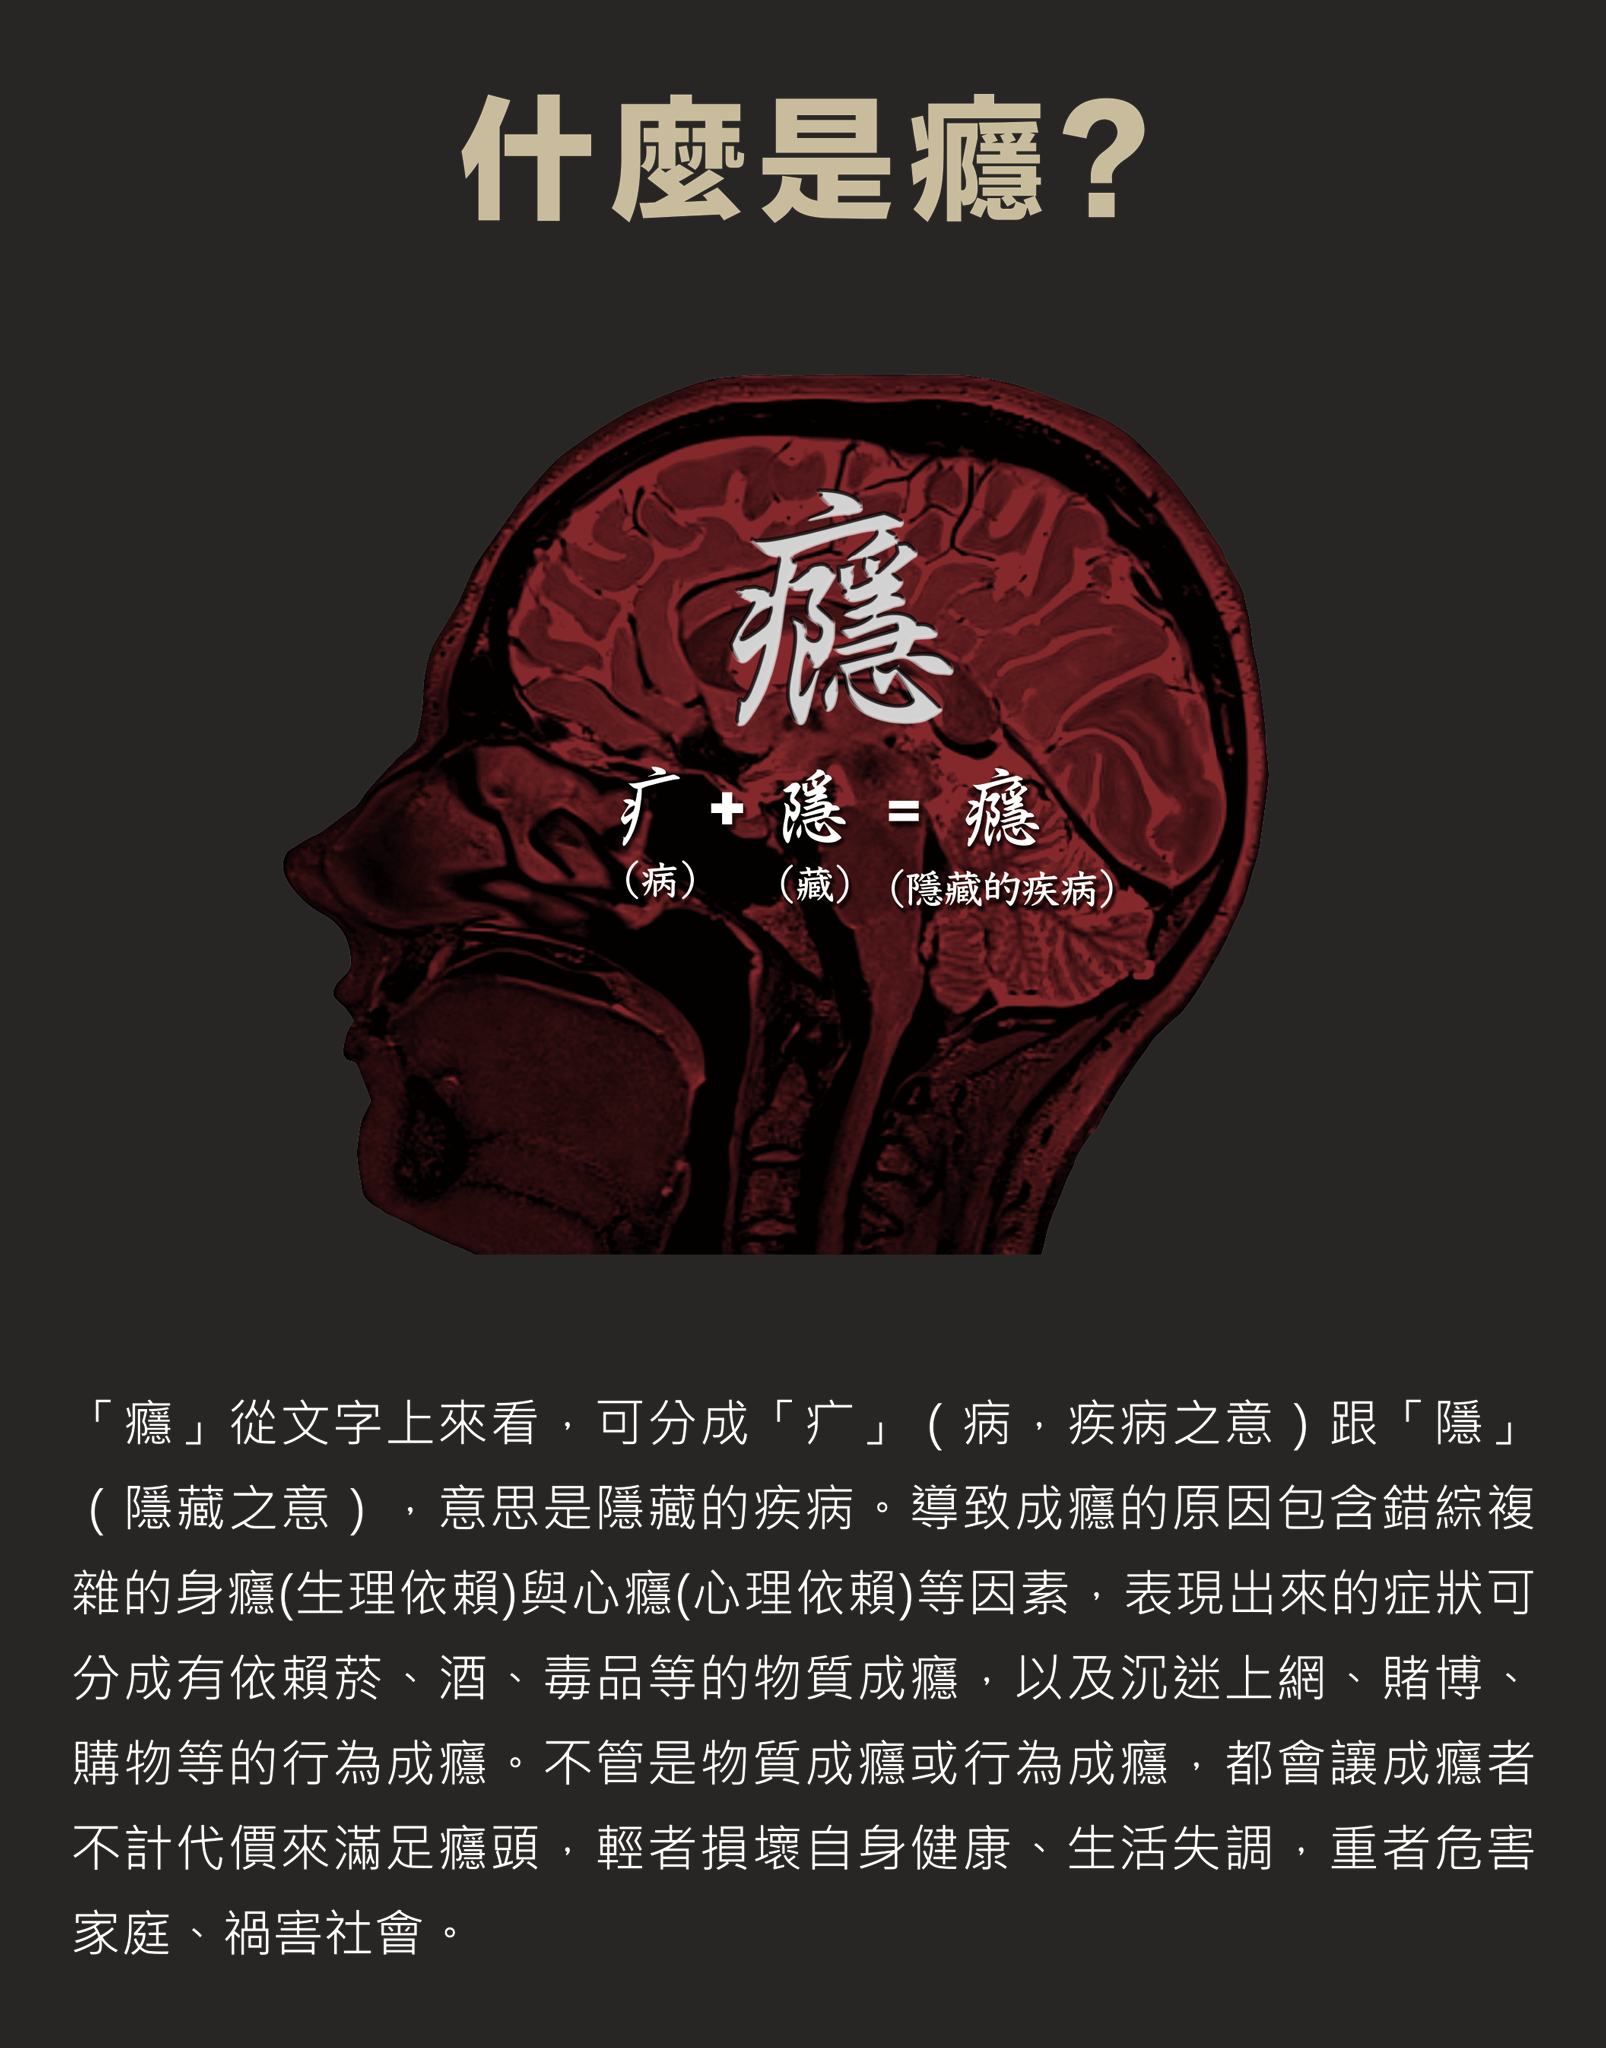 什麼是癮?
癮
疒 + 隱 = 癮
（病） （藏） （隱藏的疾病）
「癮」從文字上來看，可分成「疒」(病，疾病之意)跟「隱」
(隱藏之意)，意思是隱藏的疾病。導致成癮的原因包含錯綜複
雜的身癮(生理依賴)與心癮(心理依賴)等因素，表現出來的症狀可
分成有依賴菸、酒、毒品等的物質成癮，以及沉迷上網、賭博、
購物等的行為成癮。不管是物質成癮或行為成癮，都會讓成癮者
不計代價來滿足癮頭，輕者損壞自身健康、生活失調，重者危害
家庭、禍害社會。